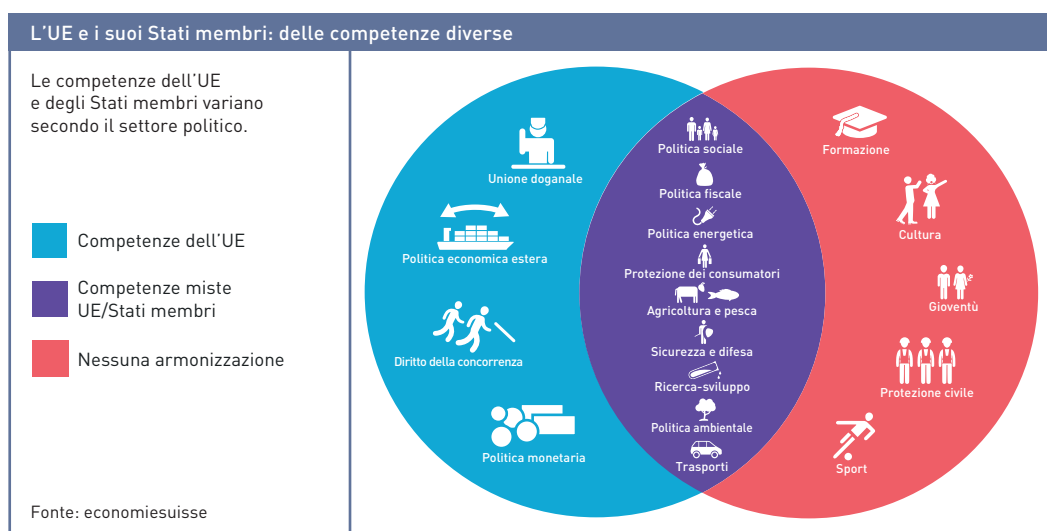 L'UE e i suoi Stati membri: delle competenze diverse
Le competenze dell'UE
e degli Stati membri variano
secondo il settore politico.
Competenze dell'UE
Competenze miste
UE/Stati membri
Nessuna armonizzazione
Fonte: economiesuisse
Unione doganale
Politica economica estera
Diritto della concorrenza
Politica monetaria
Politica sociale
Politica fiscale
Politica energetica
Protezione dei consumatori
Agricoltura e pesca
Sicurezza e difesa
Ricerca-sviluppo
Politica ambientale
Trasporti
Formazione
Cultura
Gioventù
Protezione civile
Sport